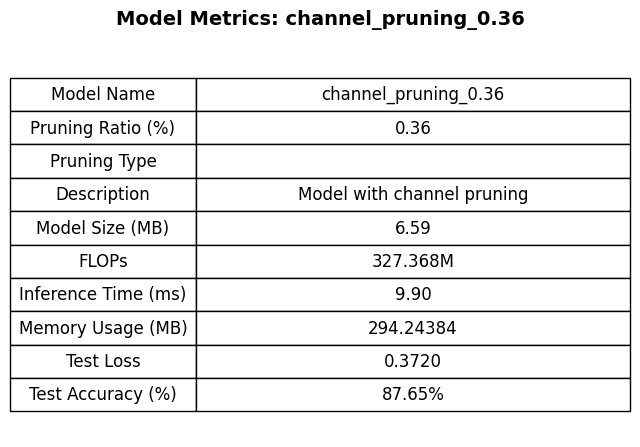 Model Metrics: channel_pruning_0.36
Model Name channel_pruning_0.36
Pruning Ratio (%) 0.36
Pruning Type
Description Model with channel pruning
Model Size (MB) 6.59
FLOPs 327.368M
Inference Time (ms) 9.90
Memory Usage (MB) 294.24384
Test Loss 0.3720
Test Accuracy (%) 87.65%